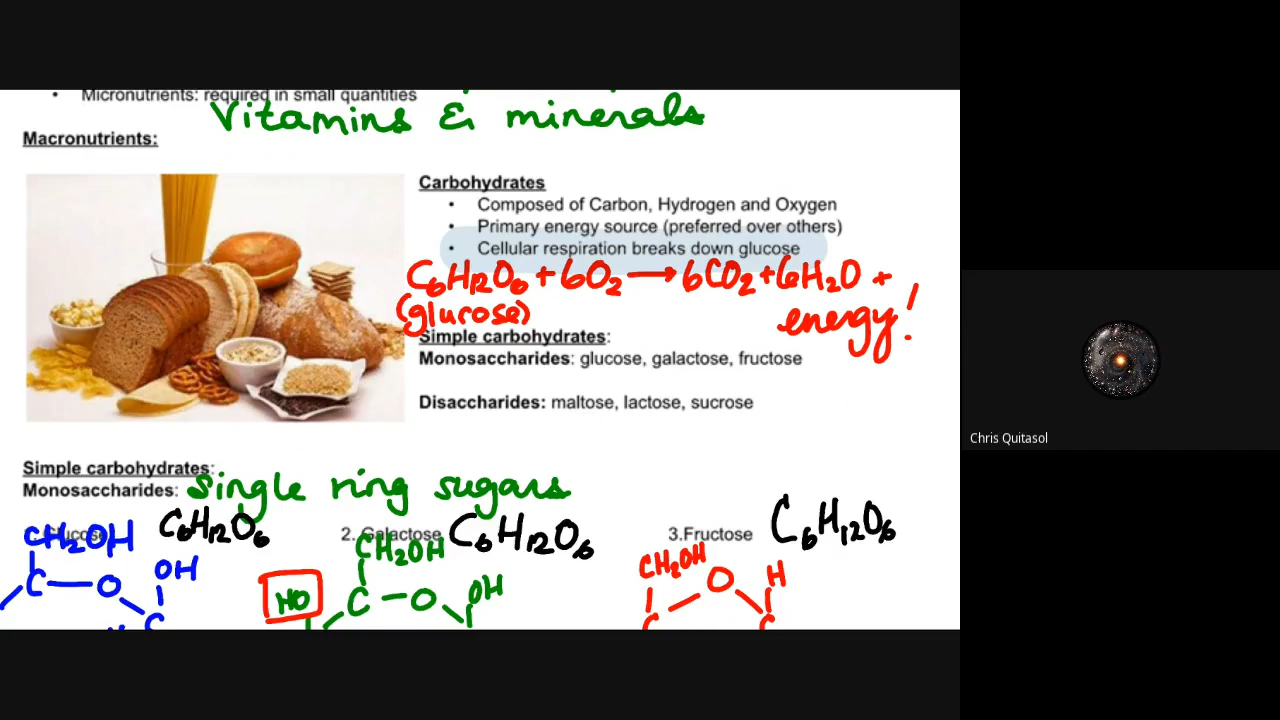 • Micronutrients: required in small quantities
Vitamins & minerals
Macronutrients:
Carbohydrates
• Composed of Carbon, Hydrogen and Oxygen
• Primary energy source (preferred over others)
• Cellular respiration breaks down glucose
C6H12O6 + 6O2 → 6CO2 + 6H2O +
(glucose) energy!
Simple carbohydrates:
Monosaccharides: glucose, galactose, fructose
Disaccharides: maltose, lactose, sucrose
Chris Quitasol
Simple carbohydrates:
Monosaccharides: Single ring sugars
C6H12O6 2. Galactose C6H12O6 3.Fructose C6H12O6
CH2OH CH2OH CH2OH
C O OH HO C O OH O H
C C C